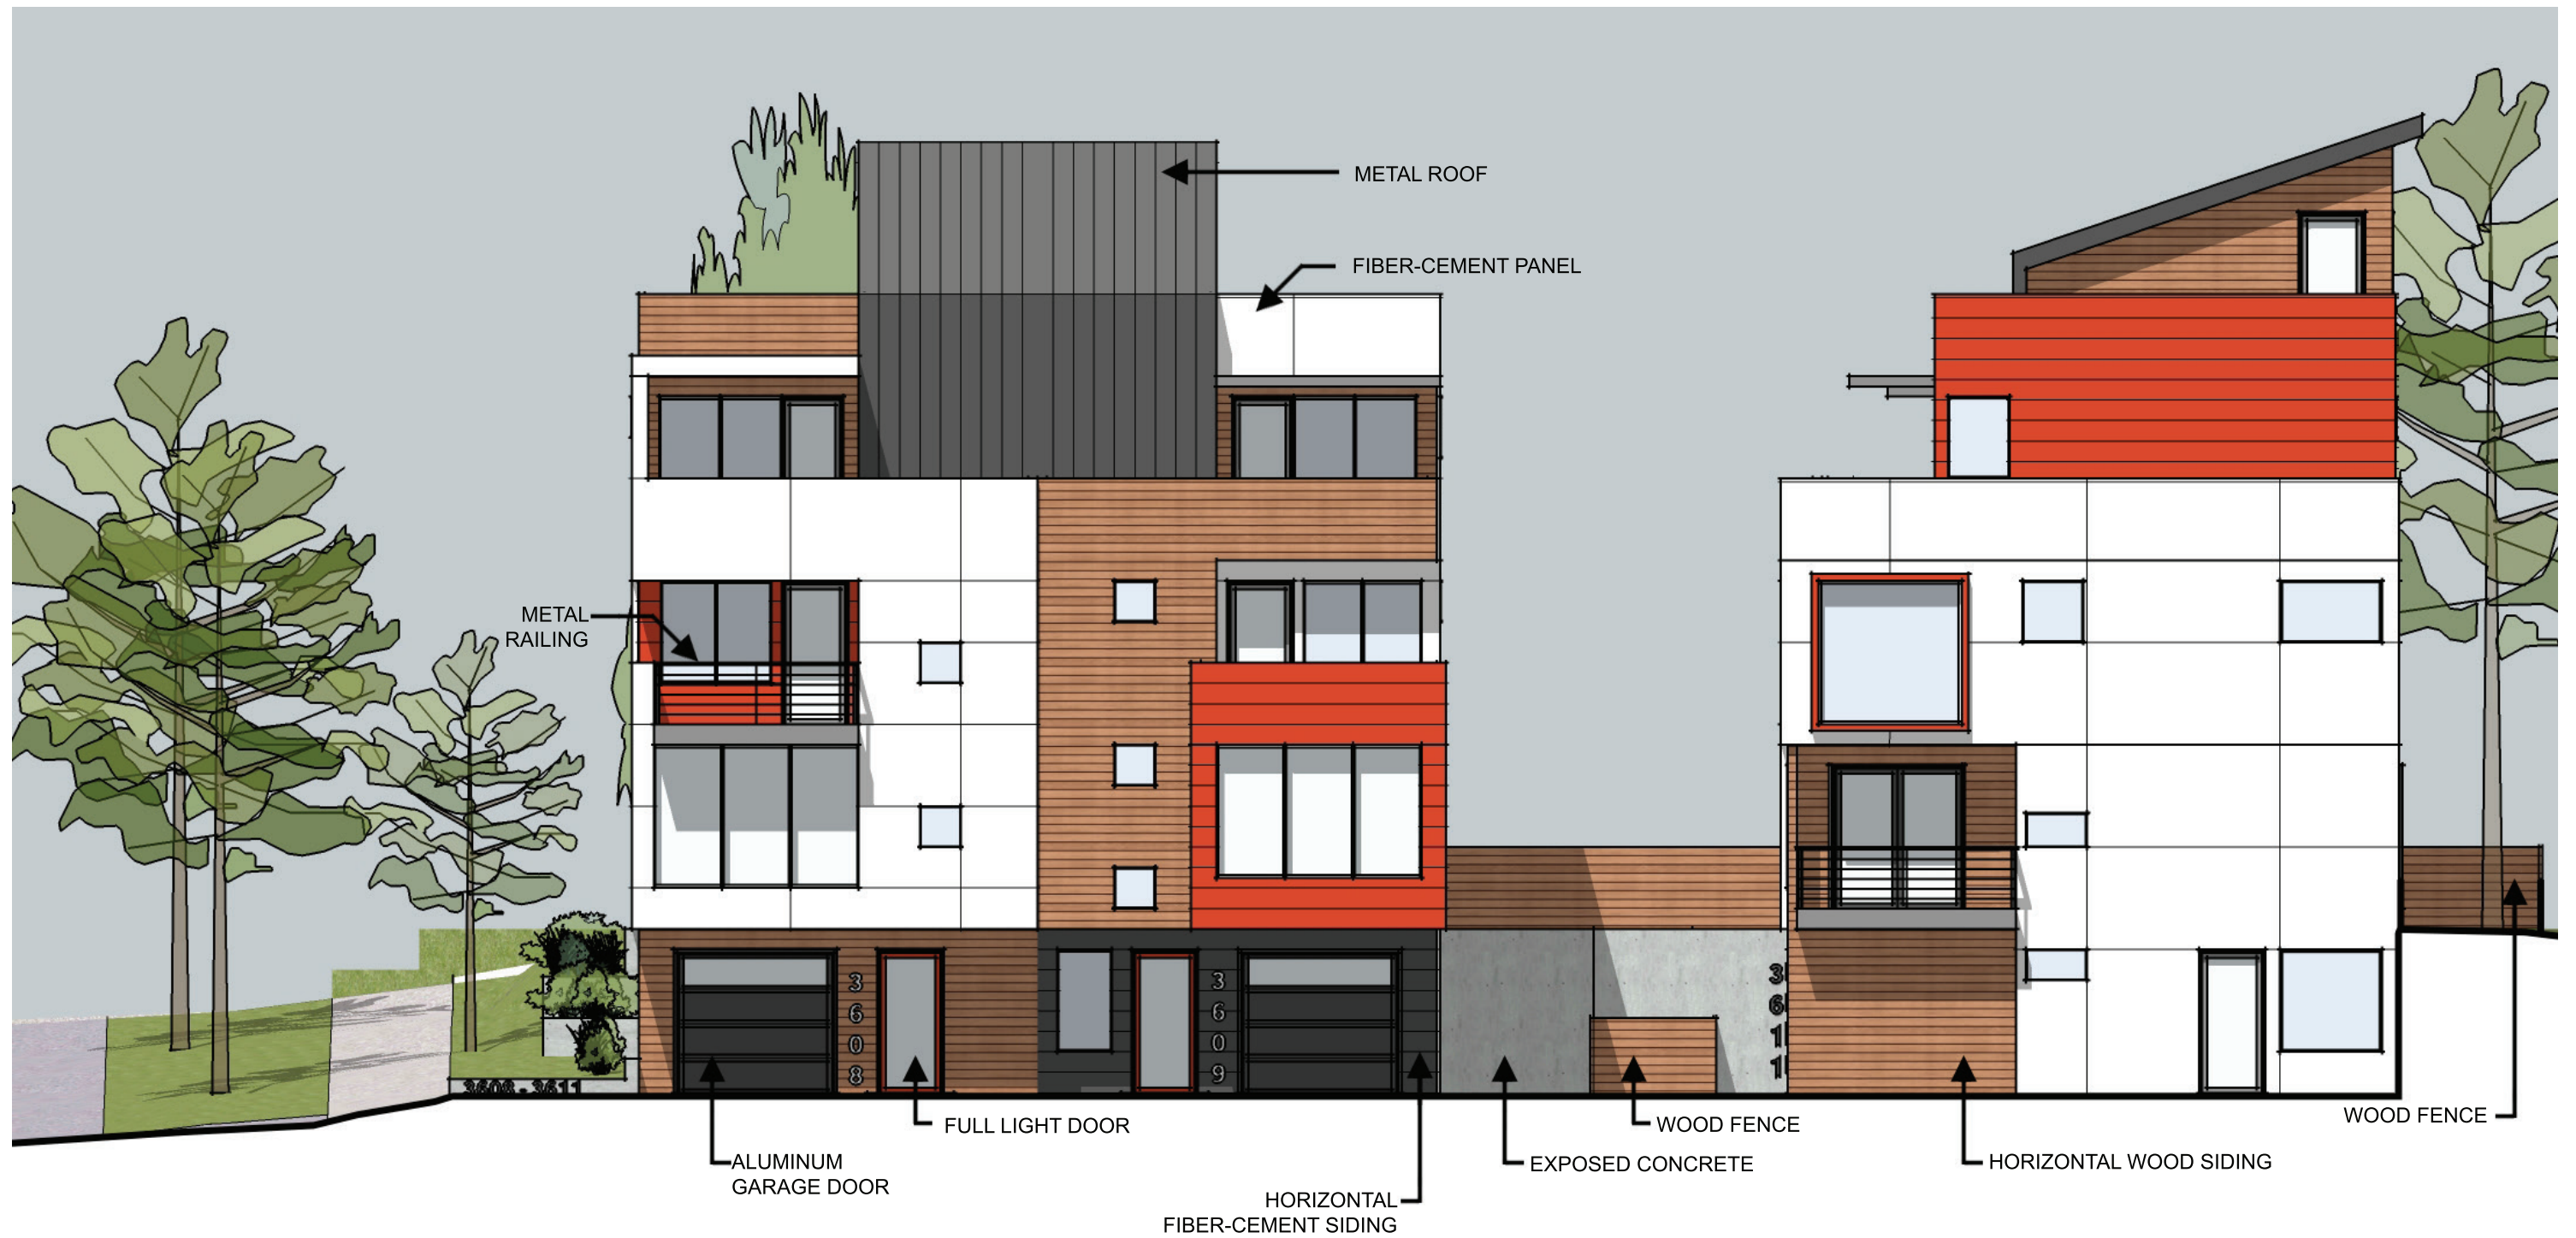 METAL ROOF
FIBER-CEMENT PANEL
METAL
RAILING
3
6
0
8
3
6
0
9
3
6
1
1
3608 - 3611
FULL LIGHT DOOR
WOOD FENCE
WOOD FENCE
ALUMINUM
GARAGE DOOR
EXPOSED CONCRETE
HORIZONTAL WOOD SIDING
HORIZONTAL
FIBER-CEMENT SIDING